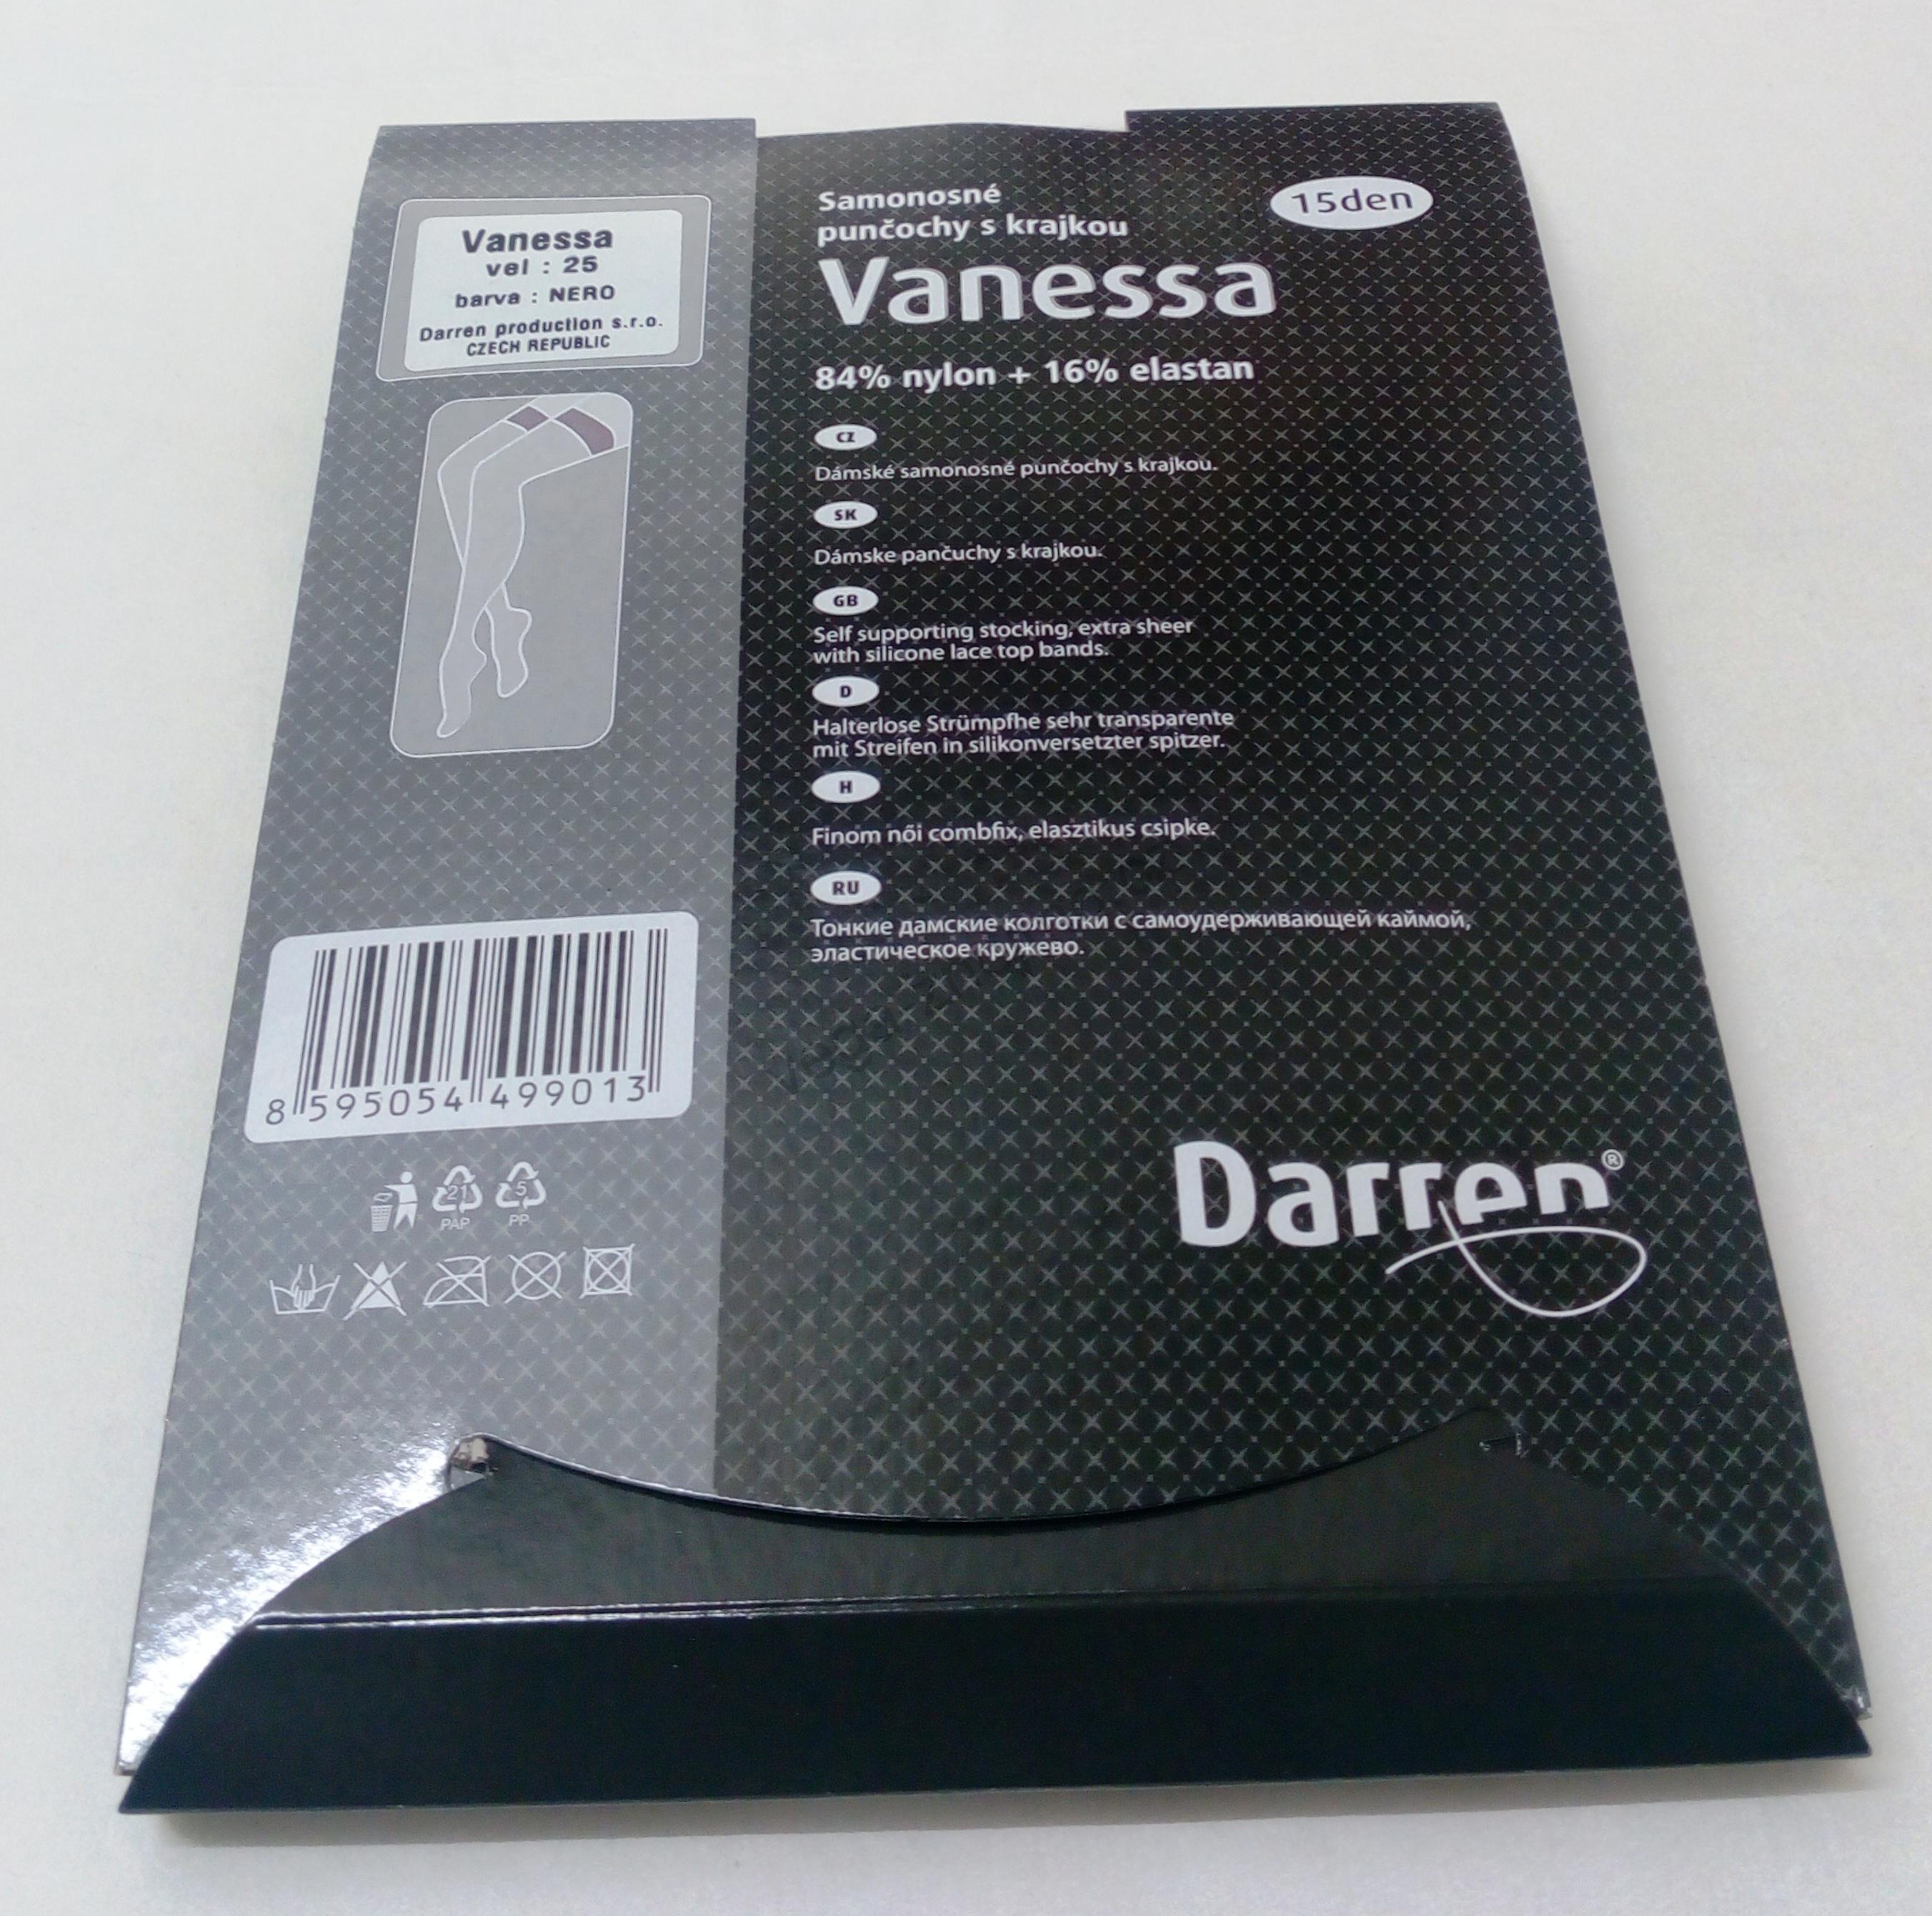 Vanessa
vel : 25
barva : NERO
Darren production s.r.o.
CZECH REPUBLIC
8 595054 499013
21
PAP
5
PP
Samonosné
punčochy s krajkou
15den
Vanessa
84% nylon + 16% elastan
CZ
Dámské samonosné punčochy s krajkou.
SK
Dámske pančuchy s krajkou.
GB
Self supporting stocking, extra sheer
with silicone lace top bands.
D
Halterlose Strümpfhe sehr transparente
mit Streifen in silikonversetzter spitzer.
H
Finom női combfix, elasztikus csipke.
RU
Тонкие дамские колготки с самоудерживающей каймой,
эластическое кружево.
Darren®